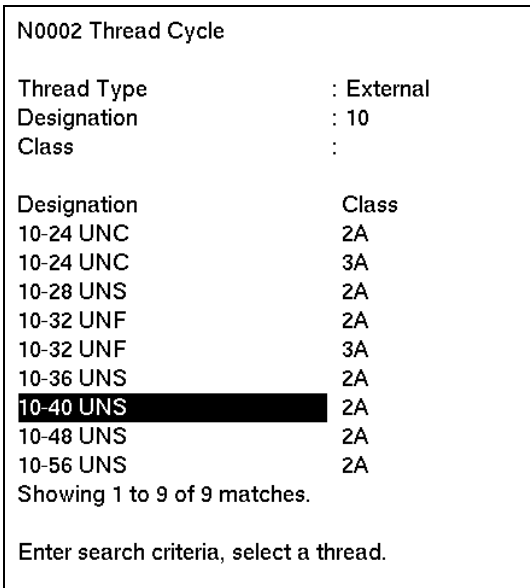 N0002 Thread Cycle
Thread Type : External
Designation : 10
Class :
Designation Class
10-24 UNC 2A
10-24 UNC 3A
10-28 UNS 2A
10-32 UNF 2A
10-32 UNF 3A
10-36 UNS 2A
10-40 UNS 2A
10-48 UNS 2A
10-56 UNS 2A
Showing 1 to 9 of 9 matches.
Enter search criteria, select a thread.